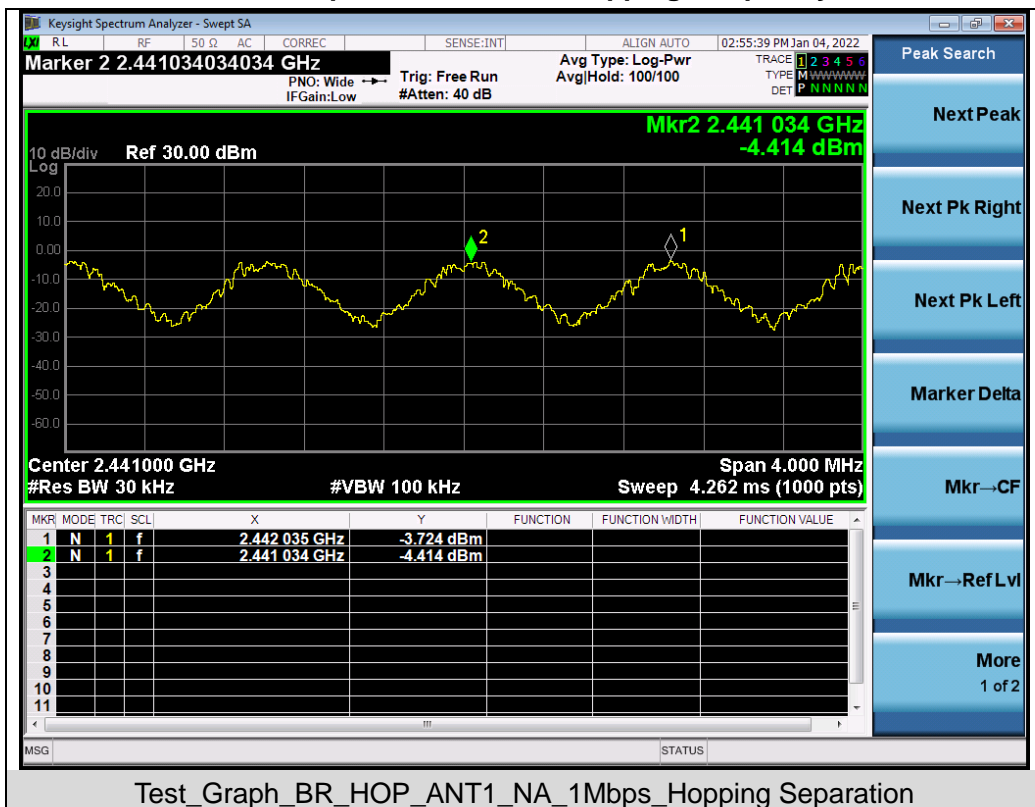 Keysight Spectrum Analyzer - Swept SA
LXI RL RF 50 Ω AC CORREC SENSE:INT ALIGN AUTO 02:55:39 PM Jan 04, 2022
Marker 2 2.441034034034 GHz
PNO: Wide
IFGain:Low
Trig: Free Run
#Atten: 40 dB
Avg Type: Log-Pwr
Avg|Hold: 100/100
TRACE 1 2 3 4 5 6
TYPE M WWWWW
DET P N N N N N
Mkr2 2.441 034 GHz
-4.414 dBm
10 dB/div Ref 30.00 dBm
Log
20.0
10.0
0.00
-10.0
-20.0
-30.0
-40.0
-50.0
-60.0
2
1
Center 2.441000 GHz Span 4.000 MHz
#Res BW 30 kHz #VBW 100 kHz Sweep 4.262 ms (1000 pts)
MKR MODE TRC SCL X Y FUNCTION FUNCTION WIDTH FUNCTION VALUE
1 N 1 f 2.442 035 GHz -3.724 dBm
2 N 1 f 2.441 034 GHz -4.414 dBm
3
4
5
6
7
8
9
10
11
MSG STATUS
Peak Search
Next Peak
Next Pk Right
Next Pk Left
Marker Delta
Mkr→CF
Mkr→Ref Lvl
More
1 of 2
Test_Graph_BR_HOP_ANT1_NA_1Mbps_Hopping Separation